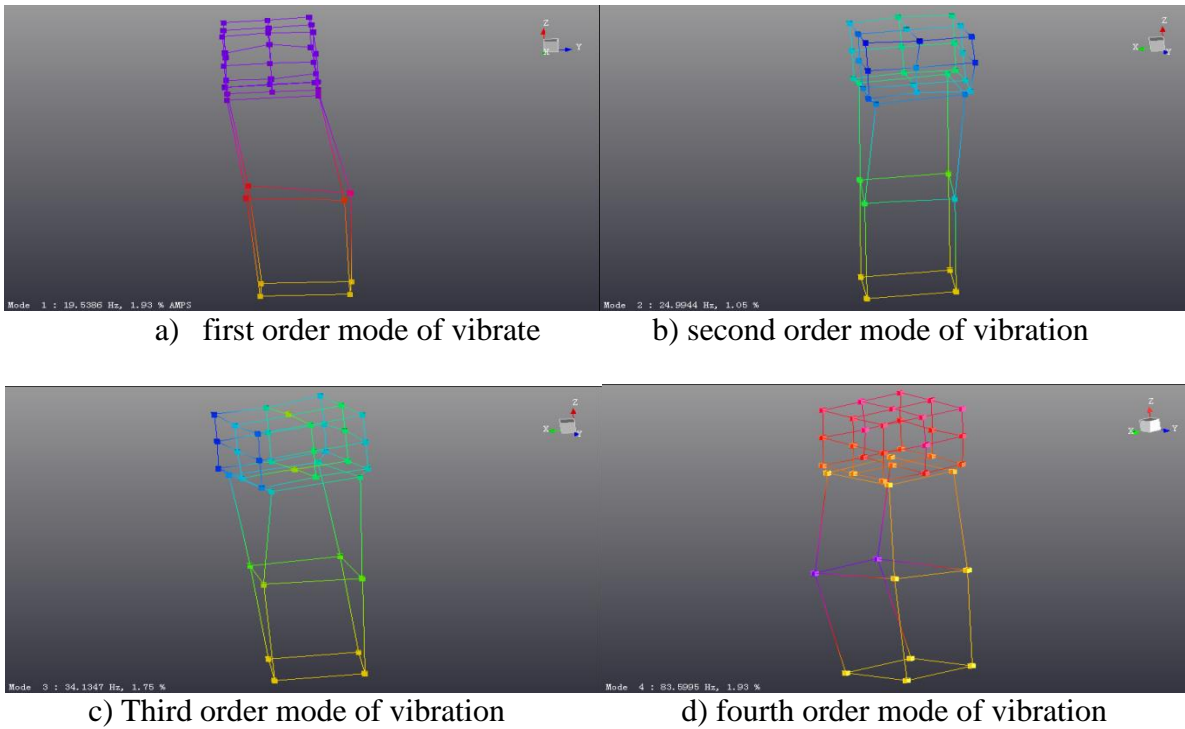 Z
X
Y
Mode 1 : 19.5386 Hz, 1.93 % AMPS
Z
X
Y
Mode 2 : 24.9944 Hz, 1.05 %
a) first order mode of vibrate
b) second order mode of vibration
Z
X
Y
Mode 3 : 34.1347 Hz, 1.75 %
Z
X
Y
Mode 4 : 83.5995 Hz, 1.93 %
c) Third order mode of vibration
d) fourth order mode of vibration